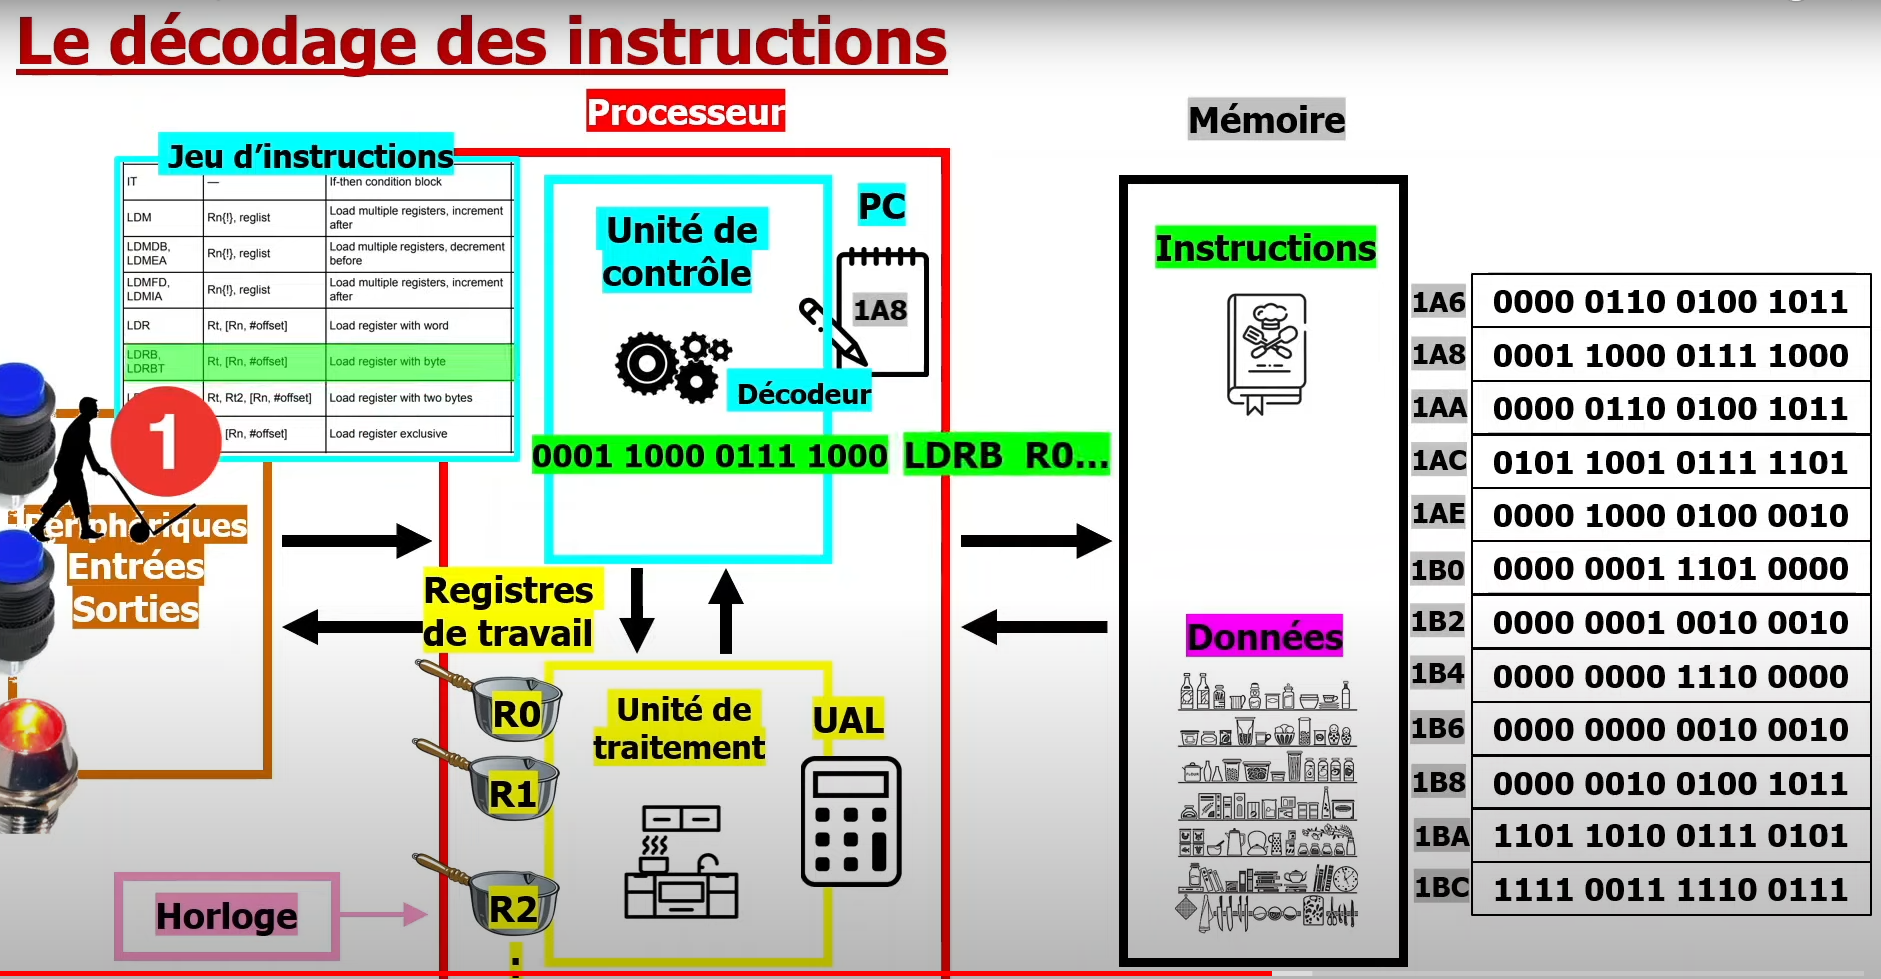 Le décodage des instructions
Processeur
Mémoire
Jeu d’instructions
IT — If-then condition block
LDM Rn{!}, reglist Load multiple registers, increment after
LDMDB, LDMEA Rn{!}, reglist Load multiple registers, decrement before
LDMFD, LDMIA Rn{!}, reglist Load multiple registers, increment after
LDR Rt, [Rn, #offset] Load register with word
LDRB, LDRBT Rt, [Rn, #offset] Load register with byte
Rt, Rt2, [Rn, #offset] Load register with two bytes
[Rn, #offset] Load register exclusive
1
Unité de
contrôle
PC
1A8
Décodeur
0001 1000 0111 1000 LDRB R0...
Périphériques
Entrées
Sorties
Registres
de travail
R0
R1
R2
Unité de
traitement
UAL
Horloge
Instructions
Données
1A6 0000 0110 0100 1011
1A8 0001 1000 0111 1000
1AA 0000 0110 0100 1011
1AC 0101 1001 0111 1101
1AE 0000 1000 0100 0010
1B0 0000 0001 1101 0000
1B2 0000 0001 0010 0010
1B4 0000 0000 1110 0000
1B6 0000 0000 0010 0010
1B8 0000 0010 0100 1011
1BA 1101 1010 0111 0101
1BC 1111 0011 1110 0111